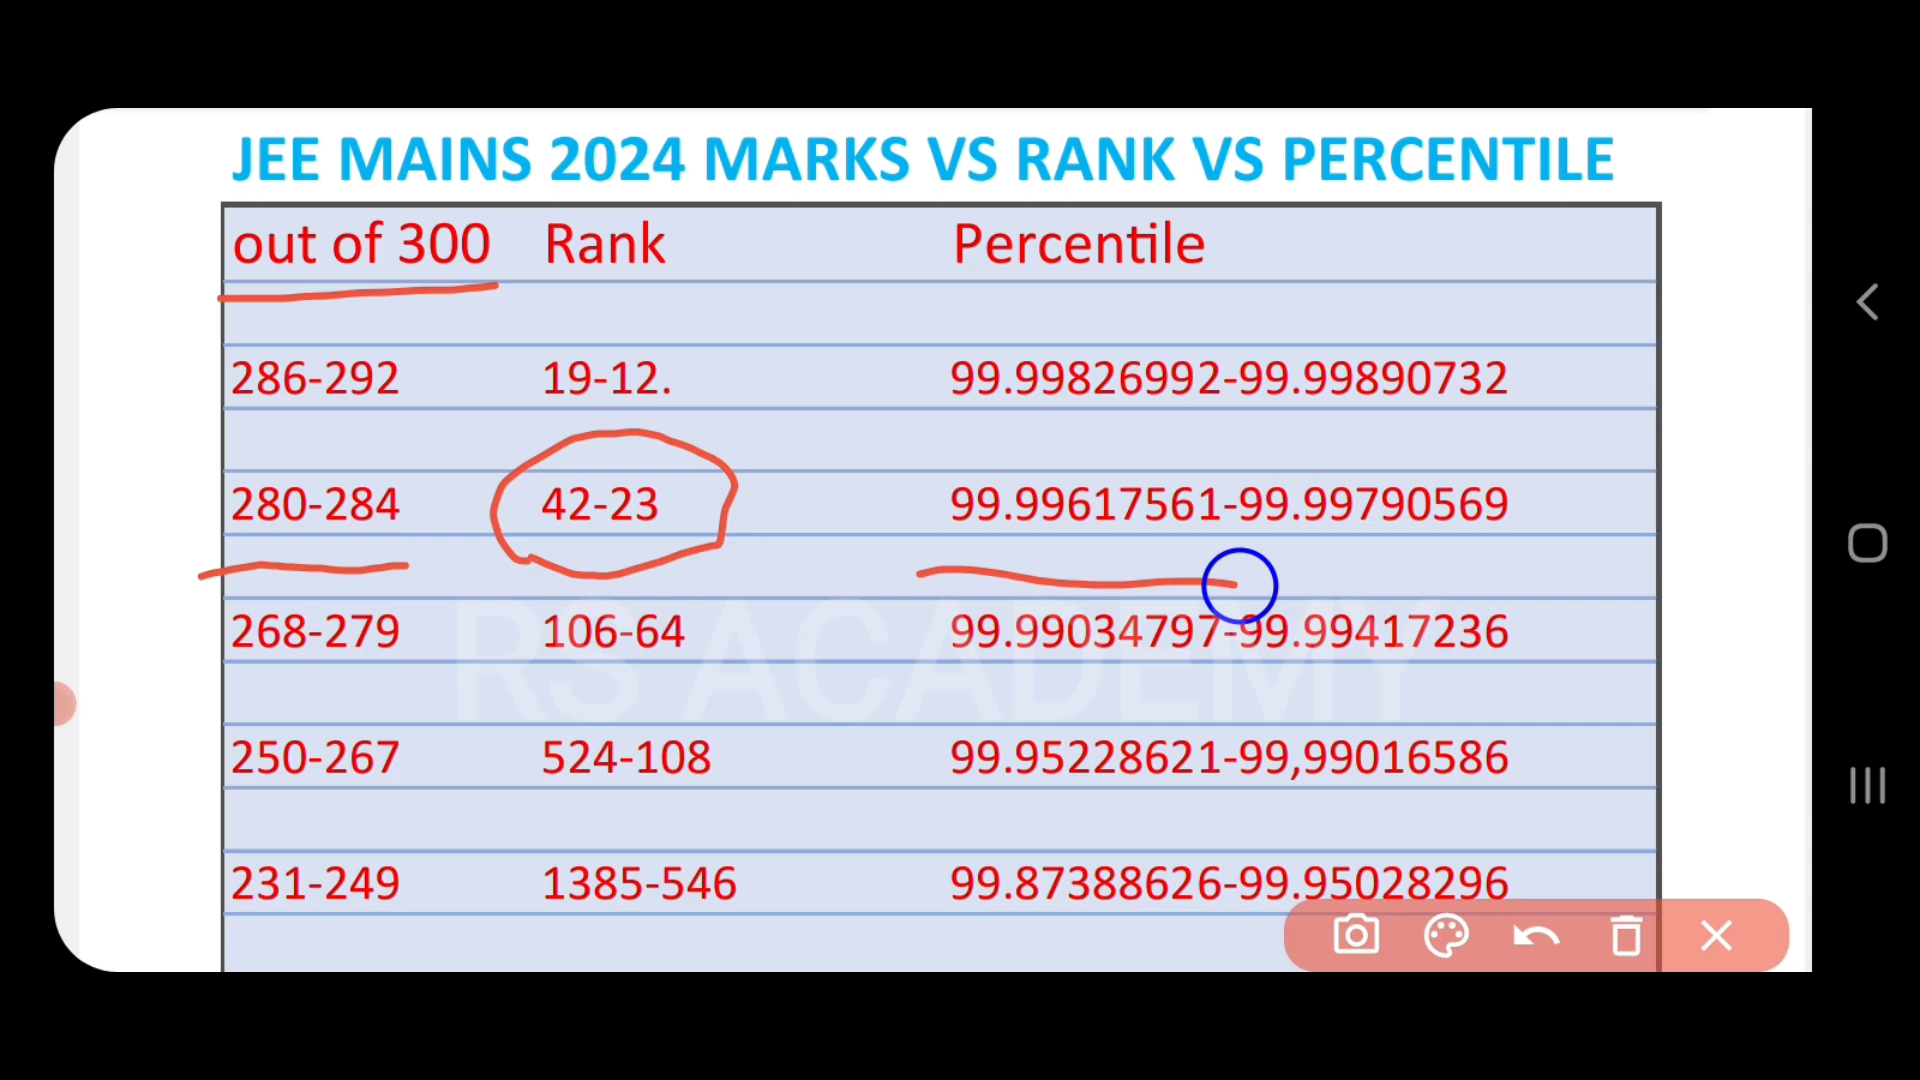 JEE MAINS 2024 MARKS VS RANK VS PERCENTILE
out of 300 Rank Percentile
286-292 19-12. 99.99826992-99.99890732
280-284 42-23 99.99617561-99.99790569
268-279 106-64 99.99034797-99.99417236
RS ACADEMY
250-267 524-108 99.95228621-99,99016586
231-249 1385-546 99.87388626-99.95028296